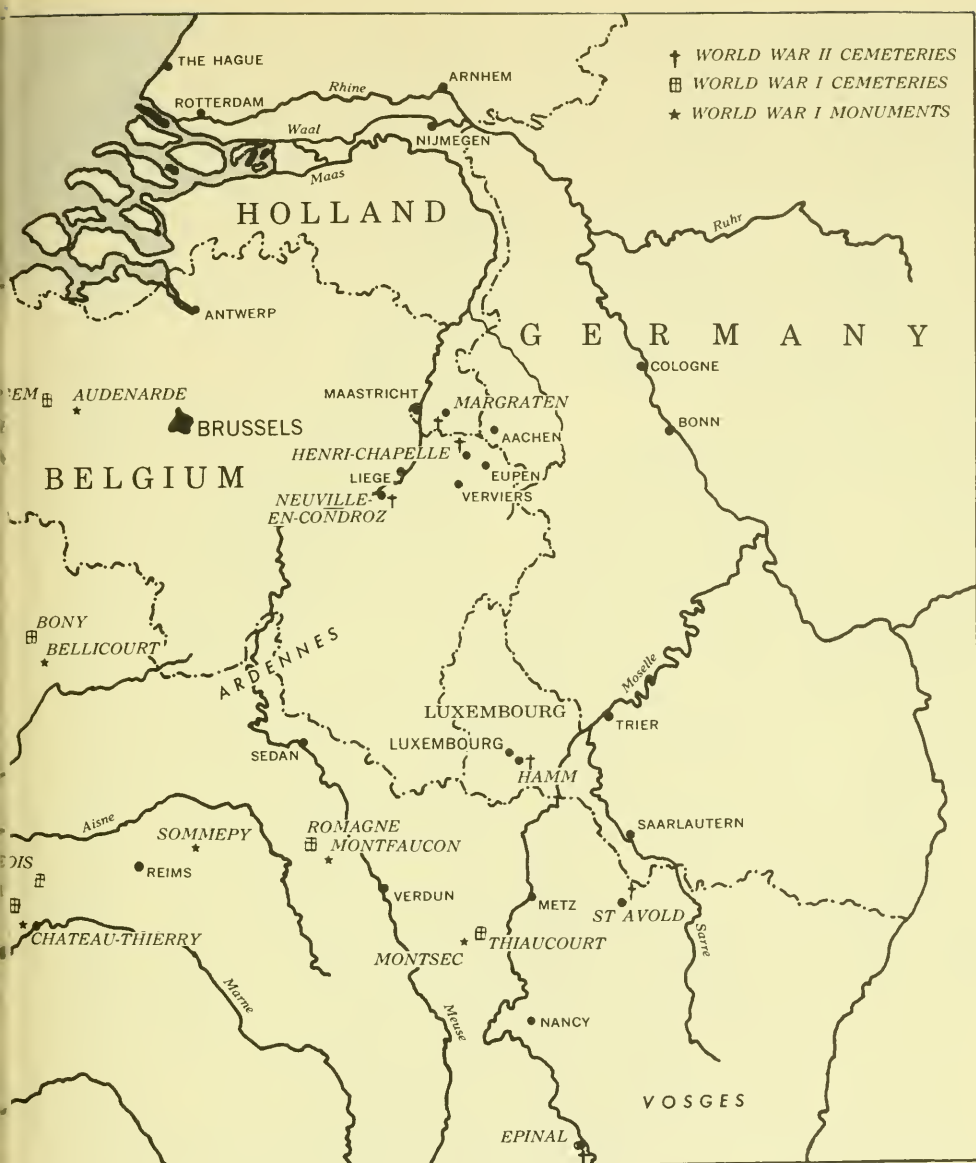 † WORLD WAR II CEMETERIES
WORLD WAR I CEMETERIES
★ WORLD WAR I MONUMENTS
THE HAGUE
ARNHEM
Rhine
ROTTERDAM
Waal
NIJMEGEN
Maas
HOLLAND
Ruhr
ANTWERP
GERMANY
COLOGNE
AUDENARDE
MAASTRICHT
MARGRATEN
BRUSSELS
BONN
AACHEN
HENRI-CHAPELLE
BELGIUM
LIEGE
EUPEN
VERVIERS
NEUVILLE-
EN-CONDROZ
BONY
BELLICOURT
ARDENNES
Moselle
LUXEMBOURG
TRIER
LUXEMBOURG
SEDAN
HAMM
Aisne
SOMMEPY
ROMAGNE
MONTFAUCON
SAARLAUTERN
REIMS
VERDUN
METZ
ST AVOLD
CHATEAU-THIERRY
THIAUCOURT
MONTSEC
Sarre
Marne
Meuse
NANCY
VOSGES
EPINAL